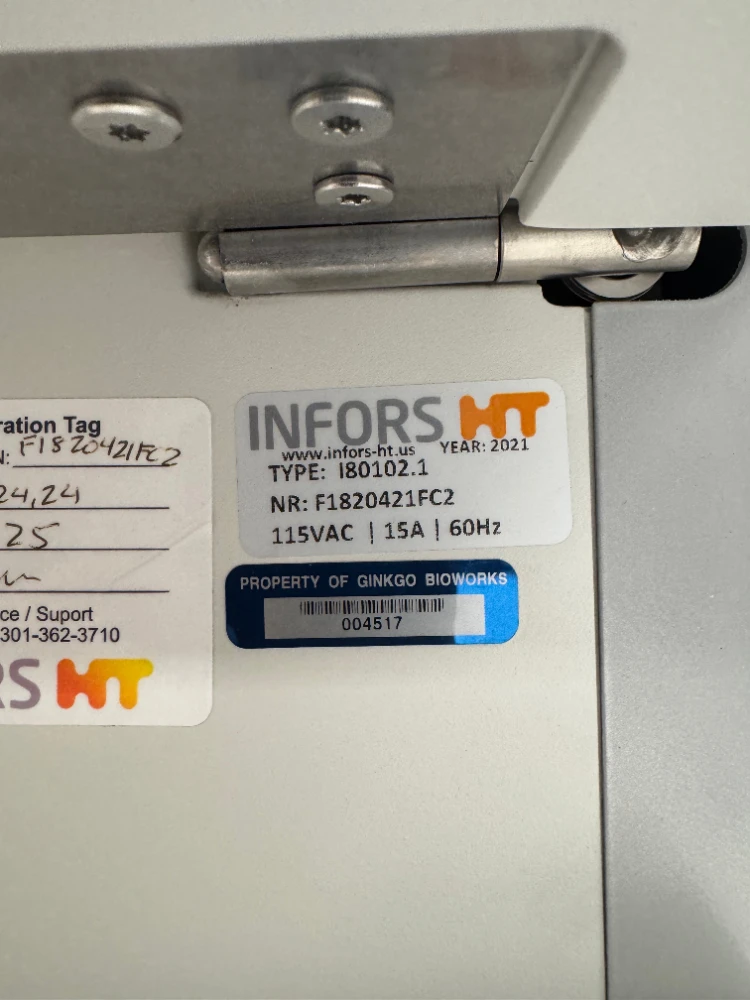 ration Tag
N: F1820421FC2
24,24
25
ce / Suport
301-362-3710
RS HT
INFORS HT
www.infors-ht.us YEAR: 2021
TYPE: I80102.1
NR: F1820421FC2
115VAC | 15A | 60Hz
PROPERTY OF GINKGO BIOWORKS
004517